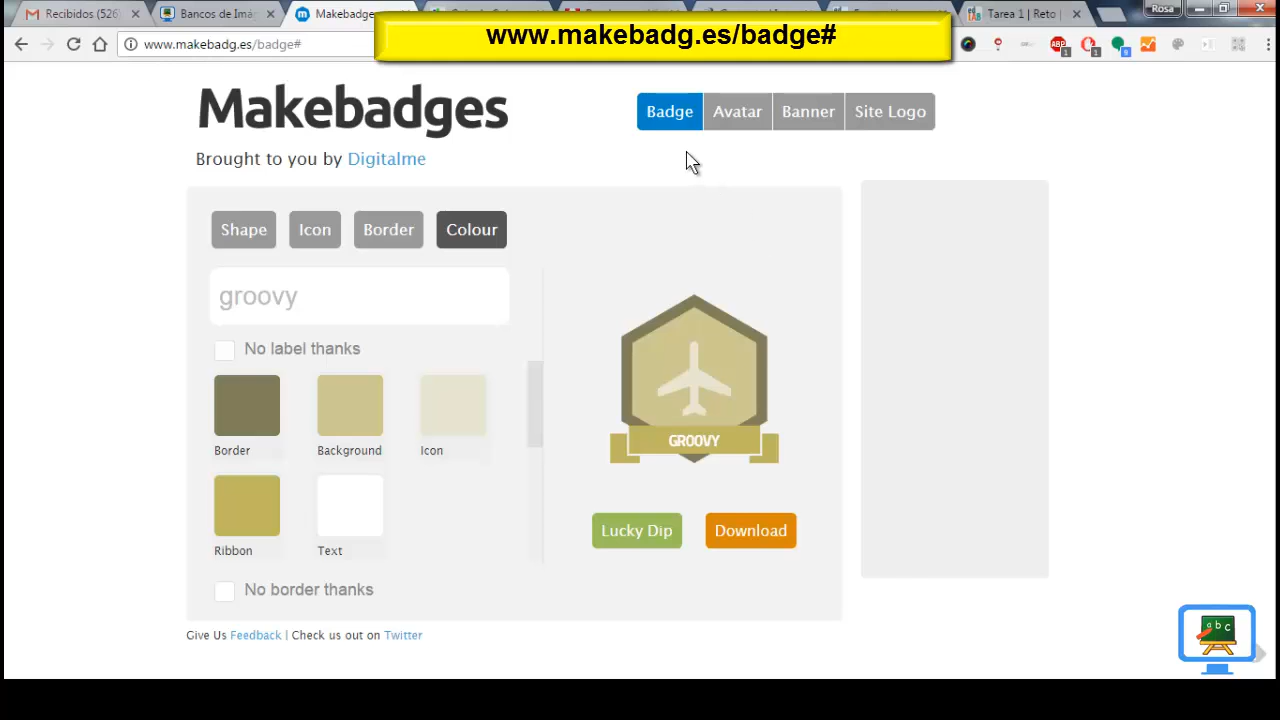 Recibidos (526
Bancos de Imá
Makebadges
Tarea 1 | Reto
Rosa
www.makebadg.es/badge#
www.makebadg.es/badge#
Makebadges
Badge
Avatar
Banner
Site Logo
Brought to you by Digitalme
Shape
Icon
Border
Colour
groovy
No label thanks
Border
Background
Icon
Ribbon
Text
No border thanks
GROOVY
Lucky Dip
Download
Give Us Feedback | Check us out on Twitter
a b c